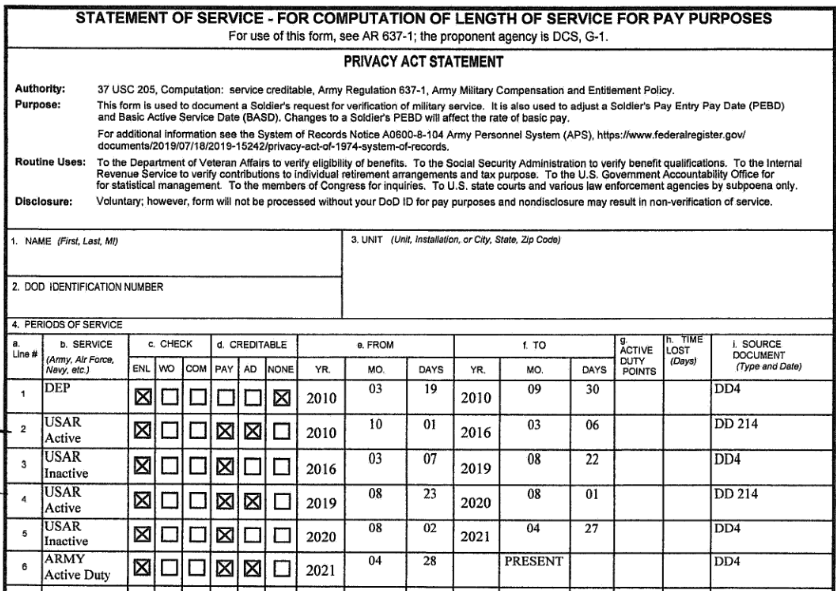 STATEMENT OF SERVICE - FOR COMPUTATION OF LENGTH OF SERVICE FOR PAY PURPOSES
For use of this form, see AR 637-1; the proponent agency is DCS, G-1.
PRIVACY ACT STATEMENT
Authority: 37 USC 205, Computation: service creditable, Army Regulation 637-1, Army Military Compensation and Entitlement Policy.
Purpose: This form is used to document a Soldier's request for verification of military service. It is also used to adjust a Soldier's Pay Entry Pay Date (PEBD)
and Basic Active Service Date (BASD). Changes to a Soldier's PEBD will affect the rate of basic pay.
For additional information see the System of Records Notice A0600-8-104 Army Personnel System (APS), https://www.federalregister.gov/
documents/2019/07/18/2019-15242/privacy-act-of-1974-system-of-records.
Routine Uses: To the Department of Veteran Affairs to verify eligibility of benefits. To the Social Security Administration to verify benefit qualifications. To the Internal
Revenue Service to verify contributions to individual retirement arrangements and tax purpose. To the U.S. Government Accountability Office for
for statistical management. To the members of Congress for inquiries. To U.S. state courts and various law enforcement agencies by subpoena only.
Disclosure: Voluntary; however, form will not be processed without your DoD ID for pay purposes and nondisclosure may result in non-verification of service.
1. NAME (First, Last, MI)
3. UNIT (Unit, Installation, or City, State, Zip Code)
2. DOD IDENTIFICATION NUMBER
4. PERIODS OF SERVICE
a. Line # b. SERVICE (Army, Air Force, Navy, etc.) c. CHECK d. CREDITABLE e. FROM f. TO g. ACTIVE DUTY POINTS h. TIME LOST (Days) i. SOURCE DOCUMENT (Type and Date)
ENL WO COM PAY AD NONE YR. MO. DAYS YR. MO. DAYS
1 DEP 2010 03 19 2010 09 30 DD4
2 USAR Active 2010 10 01 2016 03 06 DD 214
3 USAR Inactive 2016 03 07 2019 08 22 DD4
4 USAR Active 2019 08 23 2020 08 01 DD 214
5 USAR Inactive 2020 08 02 2021 04 27 DD4
6 ARMY Active Duty 2021 04 28 PRESENT DD4